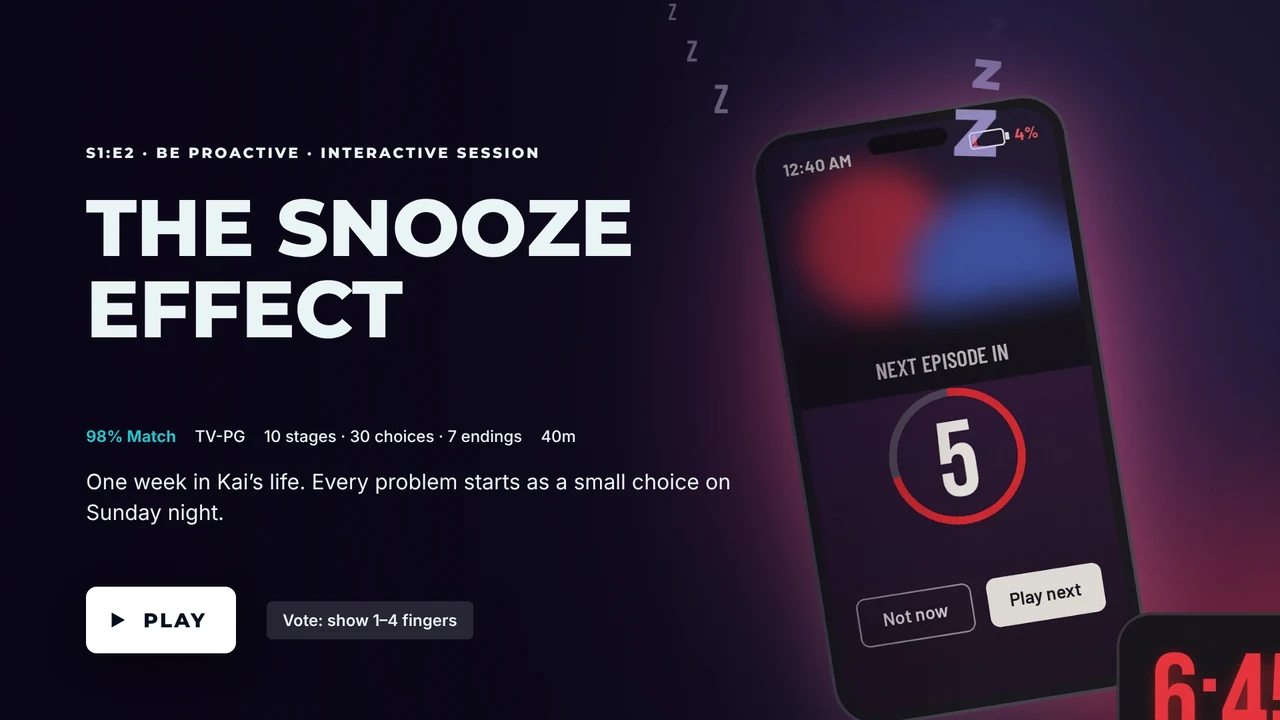 Z
Z
Z
Z
Z
Z
S1:E2 · BE PROACTIVE · INTERACTIVE SESSION
THE SNOOZE
EFFECT
98% Match TV-PG 10 stages · 30 choices · 7 endings 40m
One week in Kai’s life. Every problem starts as a small choice on
Sunday night.
PLAY
Vote: show 1–4 fingers
12:40 AM
4%
NEXT EPISODE IN
5
Not now
Play next